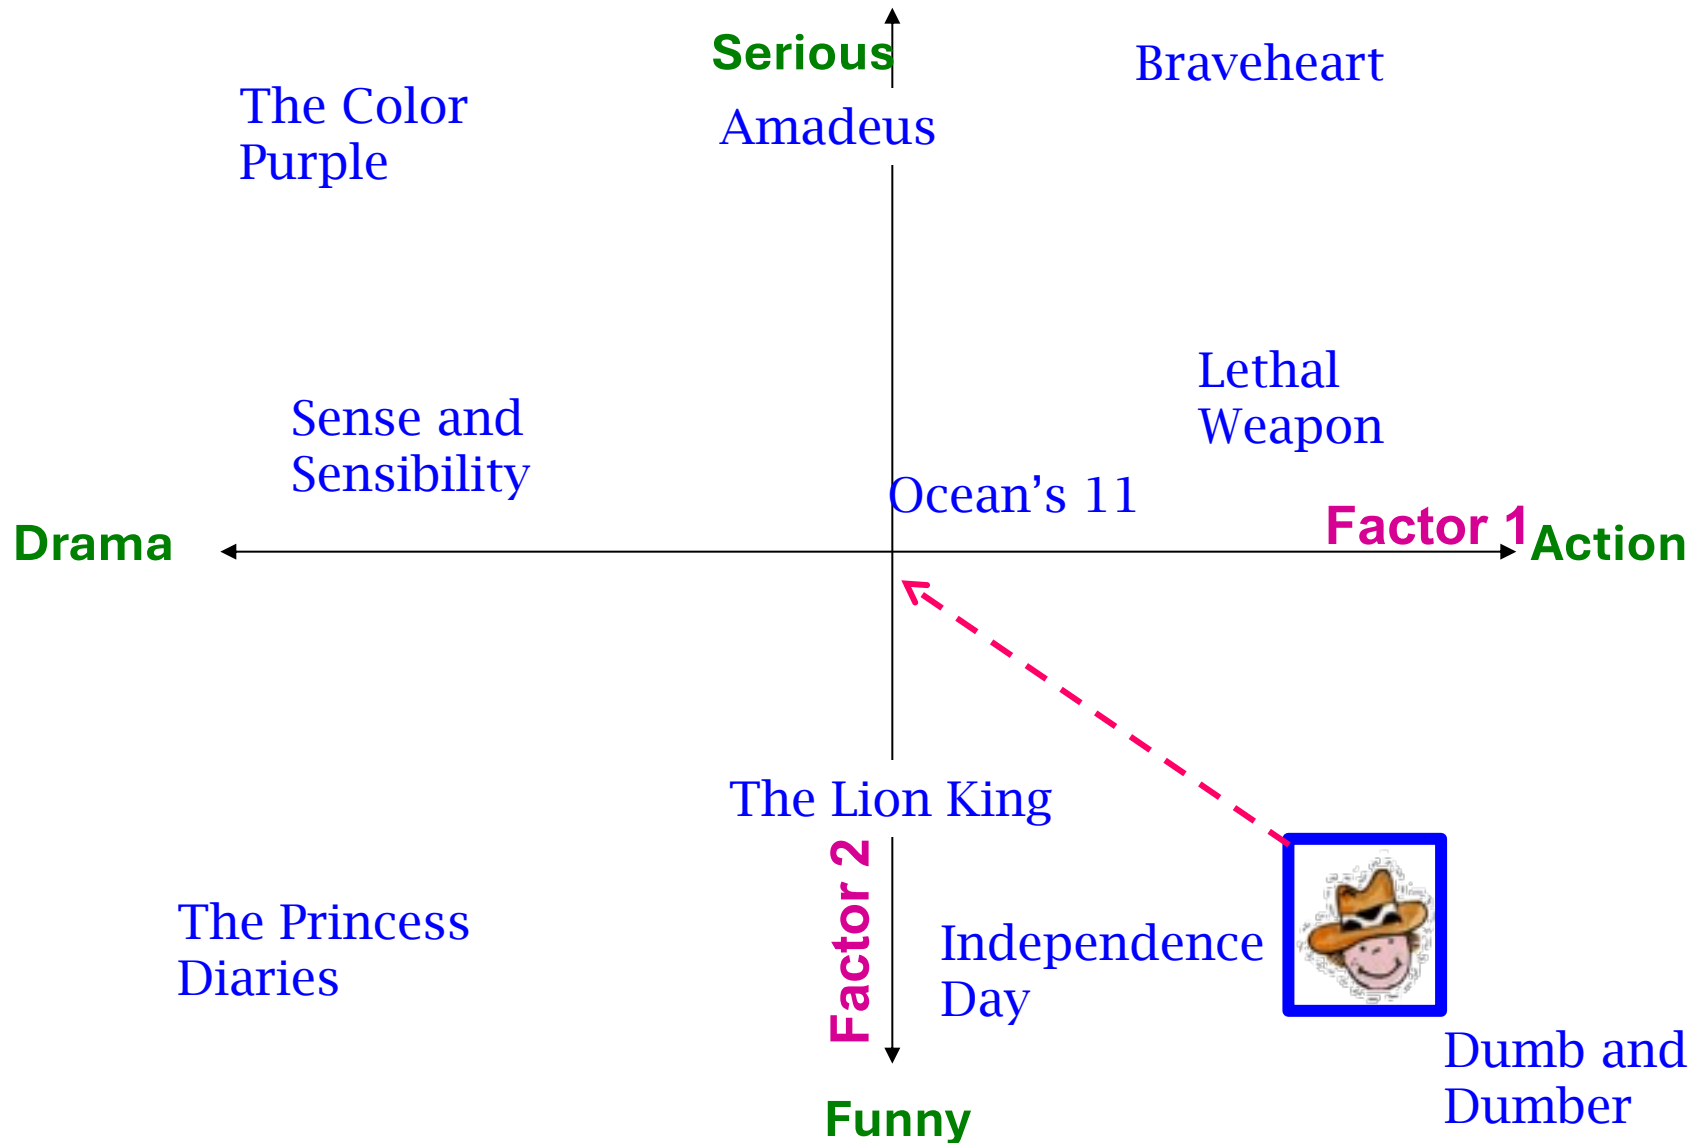 Serious
Braveheart
The Color
Purple
Amadeus
Lethal
Weapon
Sense and
Sensibility
Ocean’s 11
Factor 1
Drama
Action
The Lion King
Factor 2
The Princess
Diaries
Independence
Day
Dumb and
Dumber
Funny